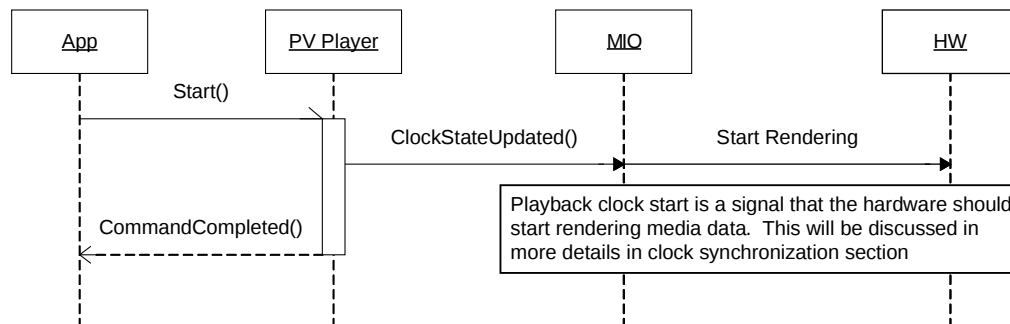 App
PV Player
MIO
HW
Start()
ClockStateUpdated()
Start Rendering
Playback clock start is a signal that the hardware should
start rendering media data.  This will be discussed in
more details in clock synchronization section
CommandCompleted()